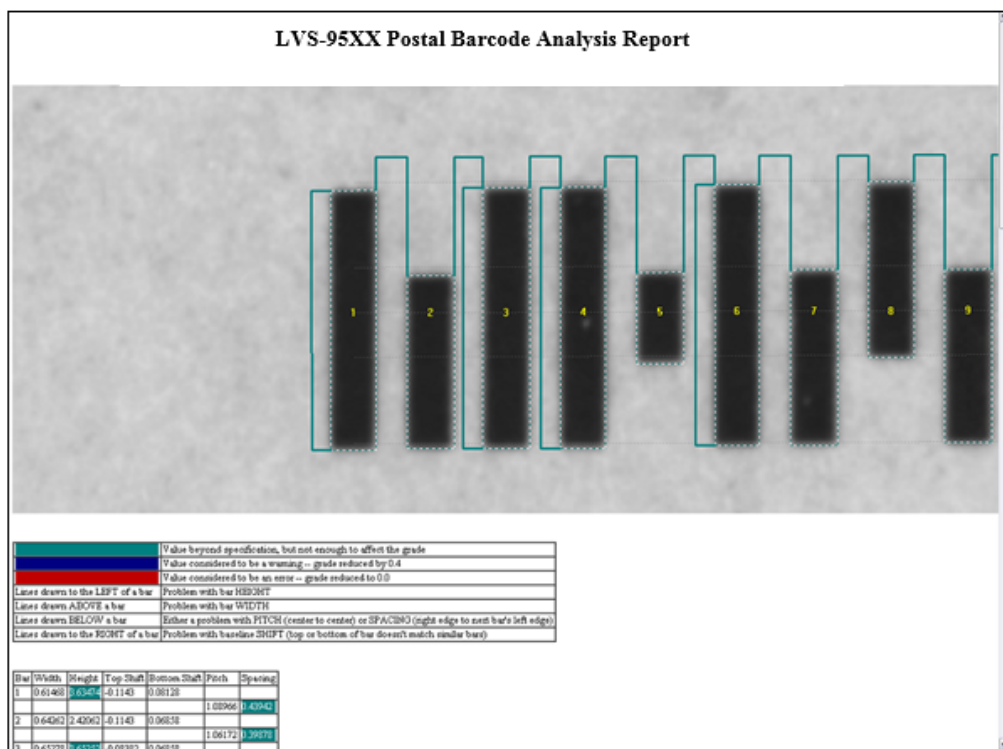 LVS-95XX Postal Barcode Analysis Report
1 2 3 4 5 6 7 8 9
Value beyond specification, but not enough to affect the grade
Value considered to be a warning -- grade reduced by 0.4
Value considered to be an error -- grade reduced to 0.0
Lines drawn to the LEFT of a bar Problem with bar HEIGHT
Lines drawn ABOVE a bar Problem with bar WIDTH
Lines drawn BELOW a bar Either a problem with PITCH (center to center) or SPACING (right edge to next bar's left edge)
Lines drawn to the RIGHT of a bar Problem with baseline SHIFT (top or bottom of bar doesn't match similar bars)
Bar Width Height Top Shift Bottom Shift Pitch Spacing
1 0.61468 3.63474 -0.1143 0.08128
1.08966 0.43942
2 0.64262 2.42062 -0.1143 0.06858
1.06172 0.39878
3